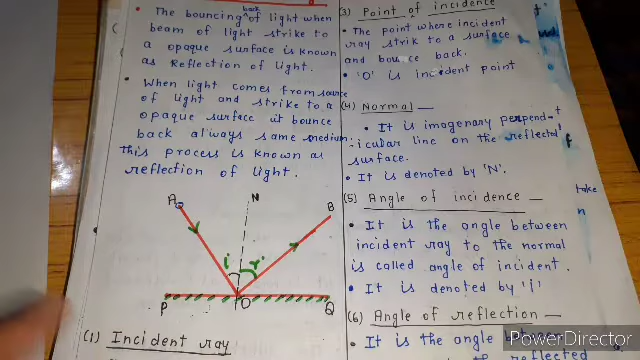 • The bouncing back of light when
beam of light strike to
a opaque surface is known
as Reflection of light.
• When light comes from source
of light and strike to a
opaque surface it bounce
back always same medium
this process is known as
reflection of light.
A
N
B
i
r
P
O
Q
(1) Incident ray
(3) Point of incidence
• The point where incident
ray strik to a surface
and bounce back.
• 'O' is incident point
(4) Normal
• It is imagenary perpend
icular line on the reflected
surface.
• It is denoted by 'N'.
(5) Angle of incidence
• It is the angle between
incident ray to the normal
is called angle of incident.
• It is denoted by 'i'
(6) Angle of reflection
• It is the angle between
reflected
take
n
PowerDirector